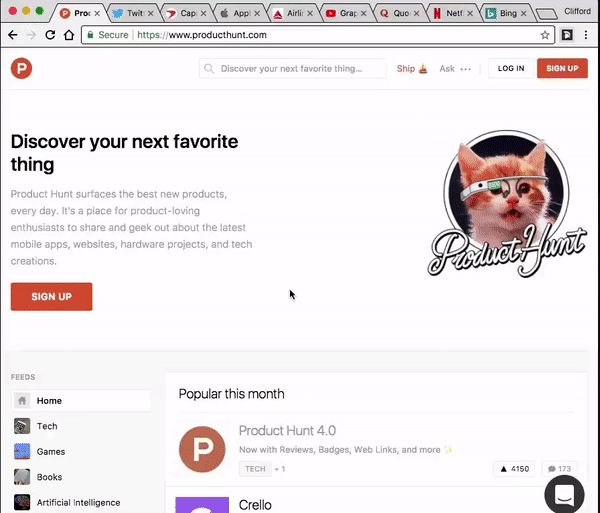 Prod
Twitt
Capi
Appl
Airlin
Grap
Quo
Netf
Bing
Clifford
Secure
https://www.producthunt.com
P
Discover your next favorite thing...
Ship
Ask
LOG IN
SIGN UP
Discover your next favorite
thing
Product Hunt surfaces the best new products,
every day. It's a place for product-loving
enthusiasts to share and geek out about the latest
mobile apps, websites, hardware projects, and tech
creations.
SIGN UP
Product Hunt
FEEDS
Home
Tech
Games
Books
Artificial Intelligence
Popular this month
P
Product Hunt 4.0
Now with Reviews, Badges, Web Links, and more
TECH + 1
4150
173
Crello